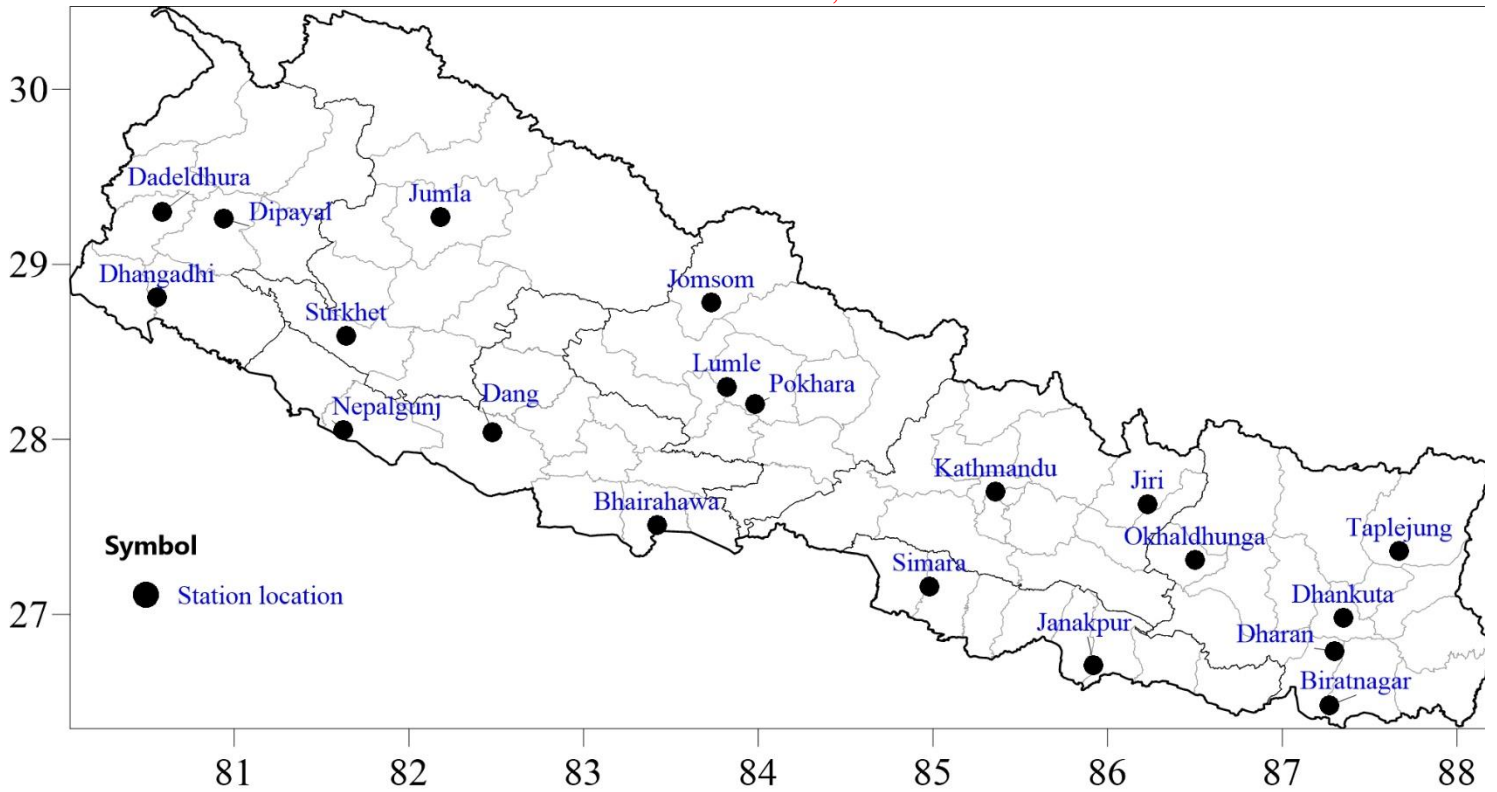 30
Dadeldhura
Jumla
Dipayal
29
Dhangadhi
Jomsom
Surkhet
Lumle
Pokhara
Dang
Nepalgunj
28
Kathmandu
Jiri
Bhairahawa
Okhaldhunga
Taplejung
Symbol
Simara
Station location
27
Dhankuta
Janakpur
Dharan
Biratnagar
81 82 83 84 85 86 87 88